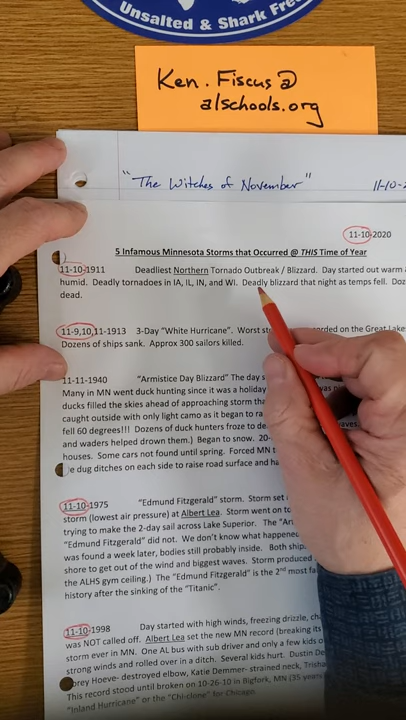 Unsalted & Shark Free
Ken.Fiscus@
alschools.org
"The Witches of November"
11-10-2
11-10-2020
5 Infamous Minnesota Storms that Occurred @ THIS Time of Year
11-10-1911 Deadliest Northern Tornado Outbreak / Blizzard. Day started out warm
humid. Deadly tornadoes in IA, IL, IN, and WI. Deadly blizzard that night as temps fell. Doz
dead.
11-9,10,11-1913 3-Day "White Hurricane". Worst st orded on the Great Lake
Dozens of ships sank. Approx 300 sailors killed.
11-11-1940 "Armistice Day Blizzard" The day s
Many in MN went duck hunting since it was a holiday
ducks filled the skies ahead of approaching storm tha
caught outside with only light camo as it began to ra
fell 60 degrees!!! Dozens of duck hunters froze to de waves.
and waders helped drown them.) Began to snow. 20-
houses. Some cars not found until spring. Forced MN t
e dug ditches on each side to raise road surface and ha
11-10-1975 "Edmund Fitzgerald" storm. Storm set
storm (lowest air pressure) at Albert Lea. Storm went on to
trying to make the 2-day sail across Lake Superior. The "Ar
"Edmund Fitzgerald" did not. We don't know what happened
was found a week later, bodies still probably inside. Both ship
shore to get out of the wind and biggest waves. Storm produced
the ALHS gym ceiling.) The "Edmund Fitzgerald" is the 2nd most fa
history after the sinking of the "Titanic".
11-10-1998 Day started with high winds, freezing drizzle, ch
was NOT called off. Albert Lea set the new MN record (breaking its
storm ever in MN. One AL bus with sub driver and only a few kids o
strong winds and rolled over in a ditch. Several kids hurt. Dustin De
orey Hoeve- destroyed elbow, Katie Demmer- strained neck, Trisha
This record stood until broken on 10-26-10 in Bigfork, MN (35 years
"Inland Hurricane" or the "Chi-clone" for Chicago.